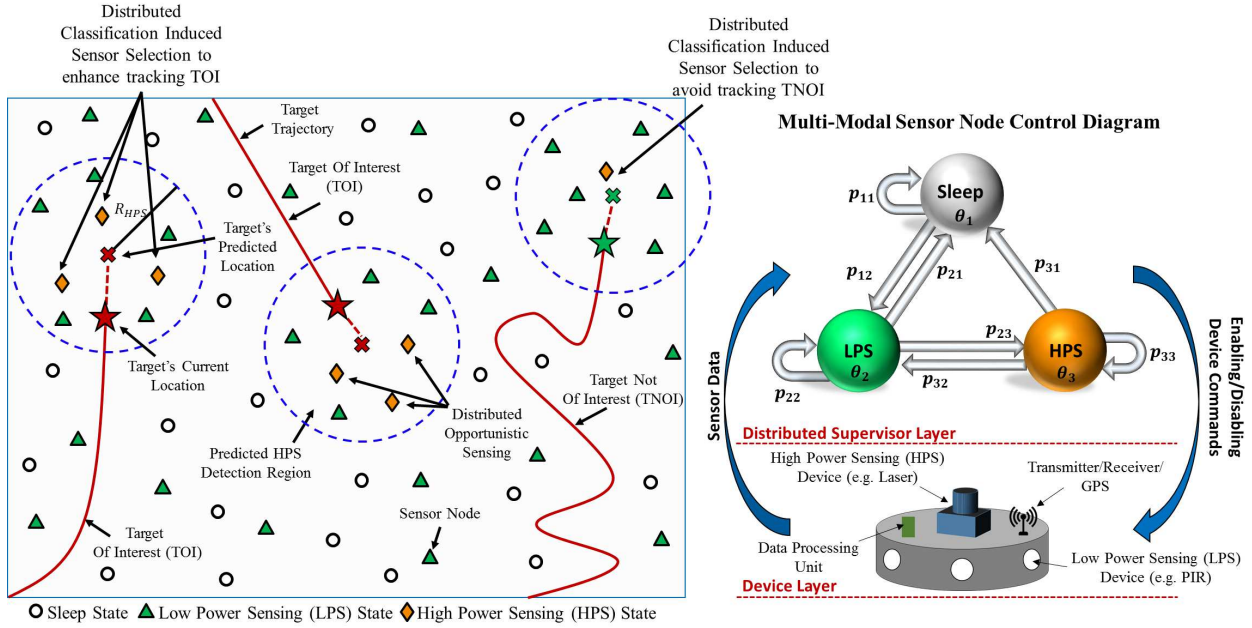 Distributed
Classification Induced
Sensor Selection to
enhance tracking TOI
Distributed
Classification Induced
Sensor Selection to
avoid tracking TNOI
Target
Trajectory
Target Of Interest
(TOI)
R_HPS
Target's
Predicted
Location
Target's Current
Location
Predicted HPS
Detection Region
Distributed
Opportunistic
Sensing
Target Not
Of Interest (TNOI)
Sensor Node
Target
Of Interest (TOI)
Sleep State
Low Power Sensing (LPS) State
High Power Sensing (HPS) State
Multi-Modal Sensor Node Control Diagram
Sleep
θ1
p11
p12
p21
p31
LPS
θ2
p22
p23
p32
HPS
θ3
p33
Sensor Data
Enabling/Disabling
Device Commands
Distributed Supervisor Layer
High Power Sensing (HPS)
Device (e.g. Laser)
Transmitter/Receiver/
GPS
Data Processing
Unit
Low Power Sensing (LPS)
Device (e.g. PIR)
Device Layer